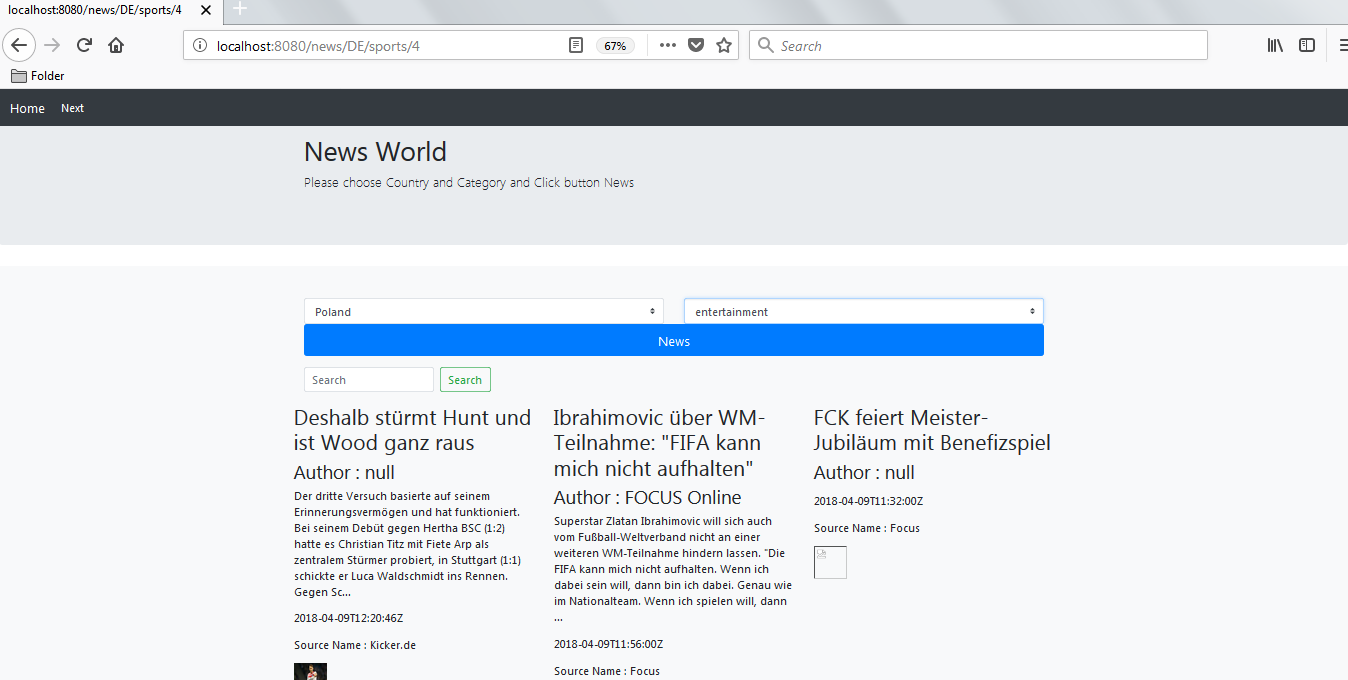 localhost:8080/news/DE/sports/4
localhost:8080/news/DE/sports/4
67%
Search
Folder
Home
Next
News World
Please choose Country and Category and Click button News
Poland
entertainment
News
Search
Search
Deshalb stürmt Hunt und
ist Wood ganz raus
Author : null
Der dritte Versuch basierte auf seinem
Erinnerungsvermögen und hat funktioniert.
Bei seinem Debüt gegen Hertha BSC (1:2)
hatte es Christian Titz mit Fiete Arp als
zentralem Stürmer probiert, in Stuttgart (1:1)
schickte er Luca Waldschmidt ins Rennen.
Gegen Sc...
2018-04-09T12:20:46Z
Source Name : Kicker.de
Ibrahimovic über WM-
Teilnahme: "FIFA kann
mich nicht aufhalten"
Author : FOCUS Online
Superstar Zlatan Ibrahimovic will sich auch
vom Fußball-Weltverband nicht an einer
weiteren WM-Teilnahme hindern lassen. "Die
FIFA kann mich nicht aufhalten. Wenn ich
dabei sein will, dann bin ich dabei. Genau wie
im Nationalteam. Wenn ich spielen will, dann
...
2018-04-09T11:56:00Z
Source Name : Focus
FCK feiert Meister-
Jubiläum mit Benefizspiel
Author : null
2018-04-09T11:32:00Z
Source Name : Focus